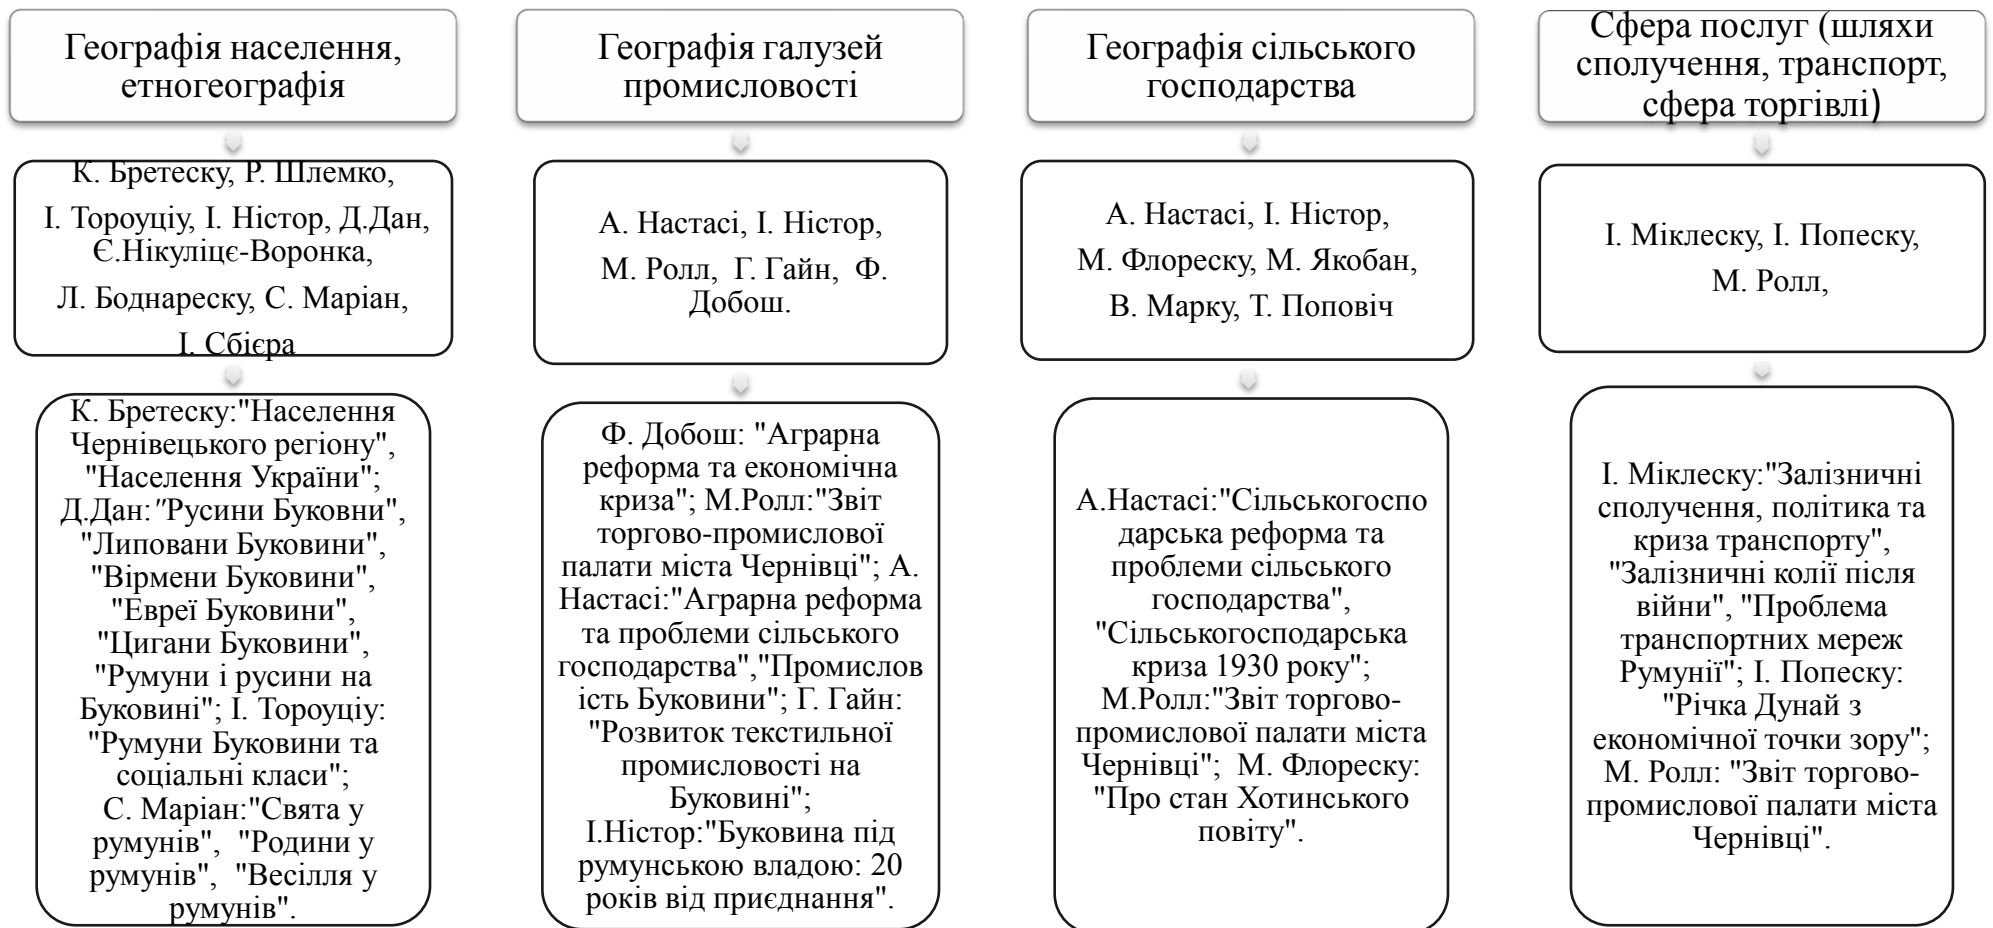 Географія населення,
етногеографія
К. Бретеску, Р. Шлемко,
І. Тороуціу, І. Ністор, Д.Дан,
Є.Нікуліцє-Воронка,
Л. Боднареску, С. Маріан,
І. Сбієра
К. Бретеску:"Населення
Чернівецького регіону",
"Населення України";
Д.Дан:"Русини Буковни",
"Липовани Буковини",
"Вірмени Буковини",
"Евреї Буковини",
"Цигани Буковини",
"Румуни і русини на
Буковині"; І. Тороуціу:
"Румуни Буковини та
соціальні класи";
С. Маріан:"Свята у
румунів", "Родини у
румунів", "Весілля у
румунів".
Географія галузей
промисловості
А. Настасі, І. Ністор,
М. Ролл, Г. Гайн, Ф.
Добош.
Ф. Добош: "Аграрна
реформа та економічна
криза"; М.Ролл:"Звіт
торгово-промислової
палати міста Чернівці"; А.
Настасі:"Аграрна реформа
та проблеми сільського
господарства","Промислов
ість Буковини"; Г. Гайн:
"Розвиток текстильної
промисловості на
Буковині";
І.Ністор:"Буковина під
румунською владою: 20
років від приєднання".
Географія сільського
господарства
А. Настасі, І. Ністор,
М. Флореску, М. Якобан,
В. Марку, Т. Поповіч
А.Настасі:"Сільськогоспо
дарська реформа та
проблеми сільського
господарства",
"Сільськогосподарська
криза 1930 року";
М.Ролл:"Звіт торгово-
промислової палати міста
Чернівці"; М. Флореску:
"Про стан Хотинського
повіту".
Сфера послуг (шляхи
сполучення, транспорт,
сфера торгівлі)
І. Міклеску, І. Попеску,
М. Ролл,
І. Міклеску:"Залізничні
сполучення, політика та
криза транспорту",
"Залізничні колії після
війни", "Проблема
транспортних мереж
Румунії"; І. Попеску:
"Річка Дунай з
економічної точки зору";
М. Ролл: "Звіт торгово-
промислової палати міста
Чернівці".